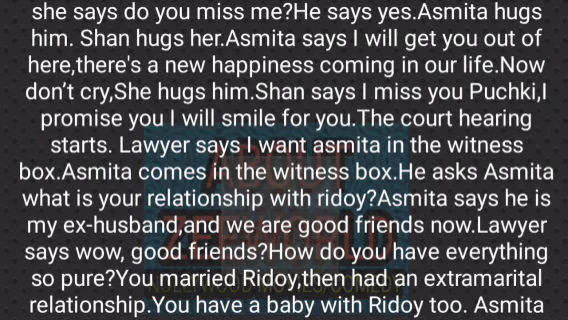 she says do you miss me?He says yes.Asmita hugs
him. Shan hugs her.Asmita says I will get you out of
here,there's a new happiness coming in our life.Now
don't cry,She hugs him.Shan says I miss you Puchki,I
promise you I will smile for you.The court hearing
starts. Lawyer says I want asmita in the witness
box.Asmita comes in the witness box.He asks Asmita
what is your relationship with ridoy?Asmita says he is
my ex-husband,and we are good friends now.Lawyer
says wow, good friends?How do you have everything
so pure?You married Ridoy,then had an extramarital
relationship.You have a baby with Ridoy too. Asmita